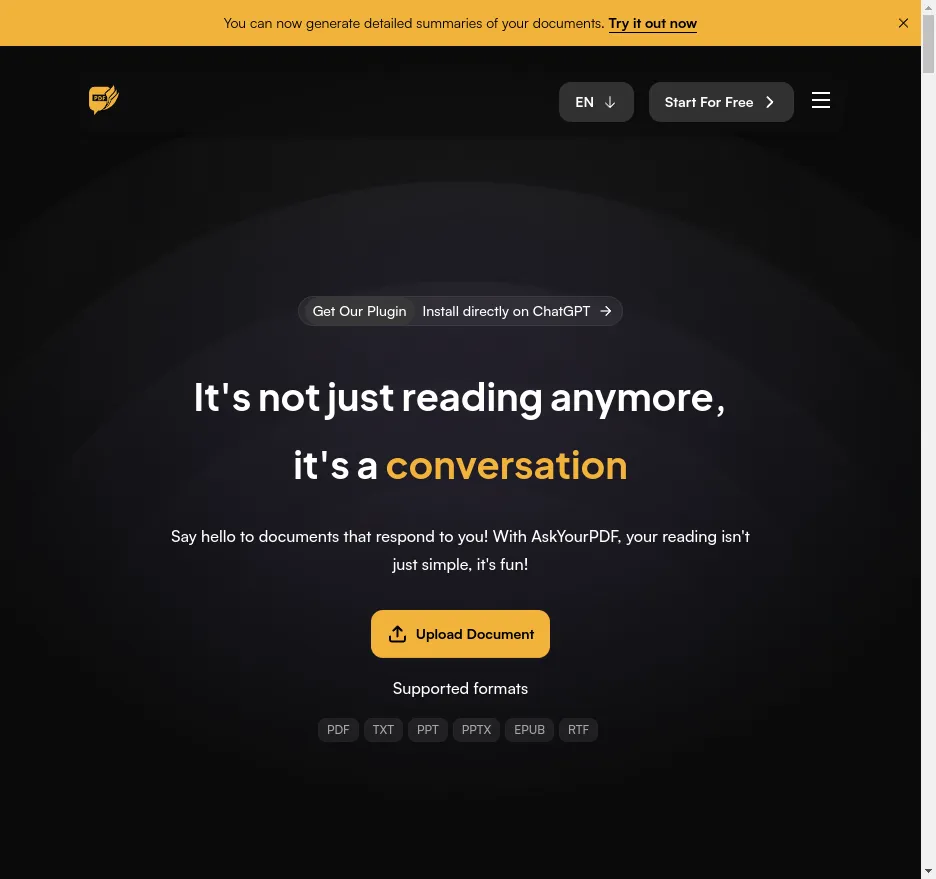 You can now generate detailed summaries of your documents. Try it out now
PDF
EN
Start For Free
Get Our Plugin Install directly on ChatGPT
It's not just reading anymore,
it's a conversation
Say hello to documents that respond to you! With AskYourPDF, your reading isn't
just simple, it's fun!
Upload Document
Supported formats
PDF TXT PPT PPTX EPUB RTF